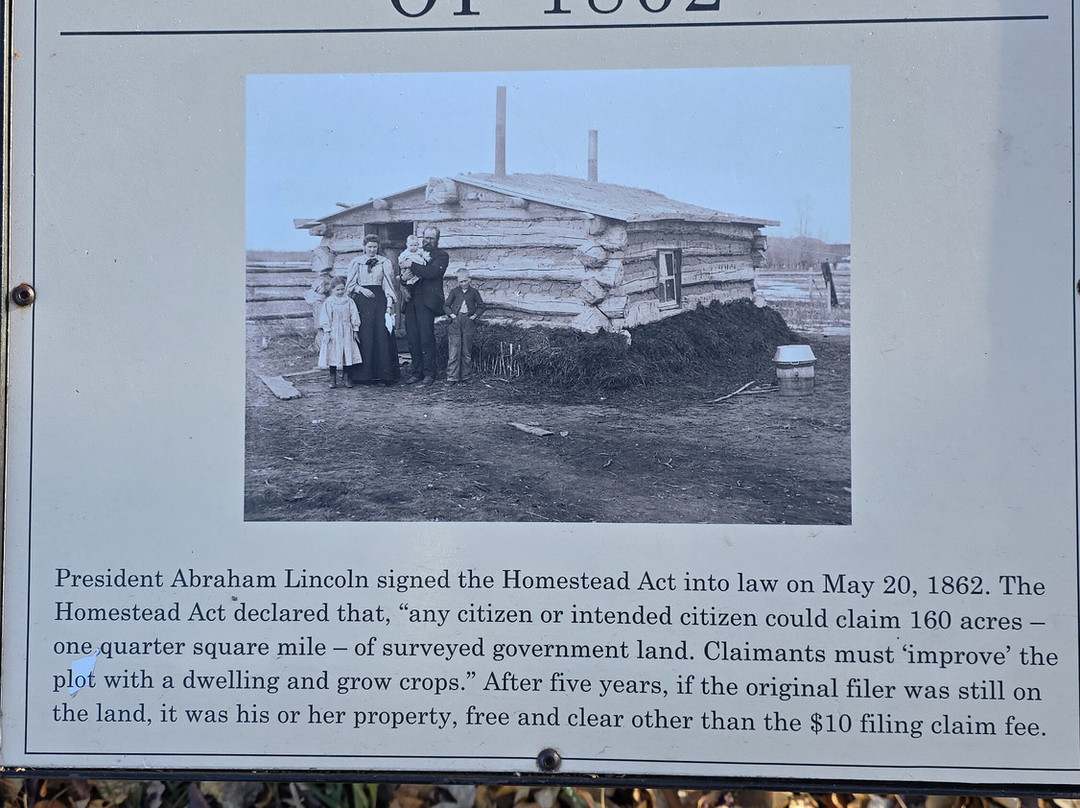 OF 1862
President Abraham Lincoln signed the Homestead Act into law on May 20, 1862. The
Homestead Act declared that, “any citizen or intended citizen could claim 160 acres –
one quarter square mile – of surveyed government land. Claimants must ‘improve’ the
plot with a dwelling and grow crops.” After five years, if the original filer was still on
the land, it was his or her property, free and clear other than the $10 filing claim fee.